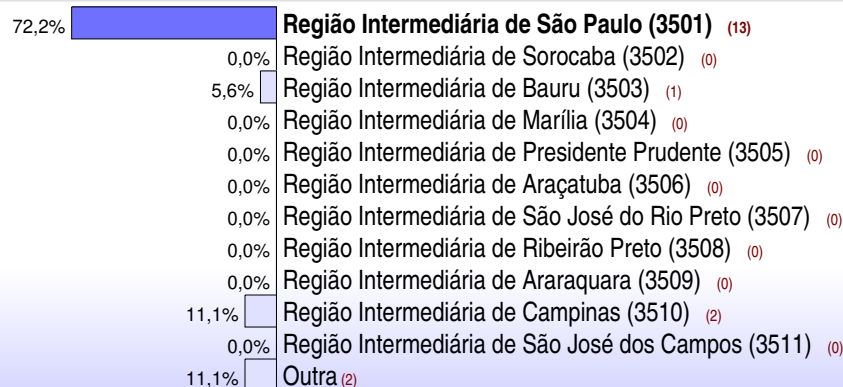 72,2% Região Intermediária de São Paulo (3501) (13)
0,0% Região Intermediária de Sorocaba (3502) (0)
5,6% Região Intermediária de Bauru (3503) (1)
0,0% Região Intermediária de Marília (3504) (0)
0,0% Região Intermediária de Presidente Prudente (3505) (0)
0,0% Região Intermediária de Araçatuba (3506) (0)
0,0% Região Intermediária de São José do Rio Preto (3507) (0)
0,0% Região Intermediária de Ribeirão Preto (3508) (0)
0,0% Região Intermediária de Araraquara (3509) (0)
11,1% Região Intermediária de Campinas (3510) (2)
0,0% Região Intermediária de São José dos Campos (3511) (0)
11,1% Outra (2)